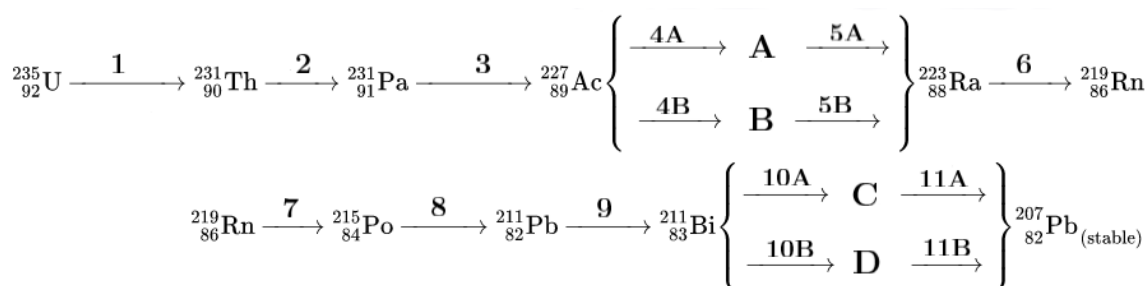 ²³⁵₉₂U —1→ ²³¹₉₀Th —2→ ²³¹₉₁Pa —3→ ²²⁷₈₉Ac { —4A→ A —5A→ —4B→ B —5B→ } ²²³₈₈Ra —6→ ²¹⁹₈₆Rn
²¹⁹₈₆Rn —7→ ²¹⁵₈₄Po —8→ ²¹¹₈₂Pb —9→ ²¹¹₈₃Bi { —10A→ C —11A→ —10B→ D —11B→ } ²⁰⁷₈₂Pb(stable)